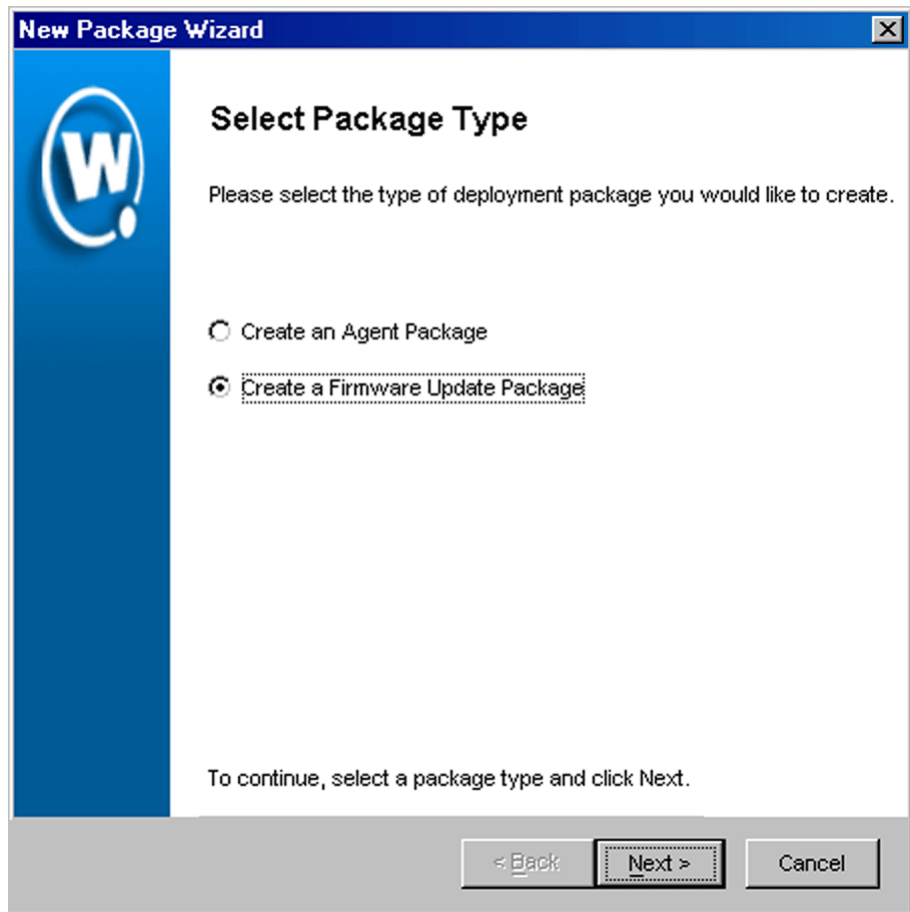 New Package Wizard
W
Select Package Type
Please select the type of deployment package you would like to create.
Create an Agent Package
Create a Firmware Update Package
To continue, select a package type and click Next.
< Back Next > Cancel